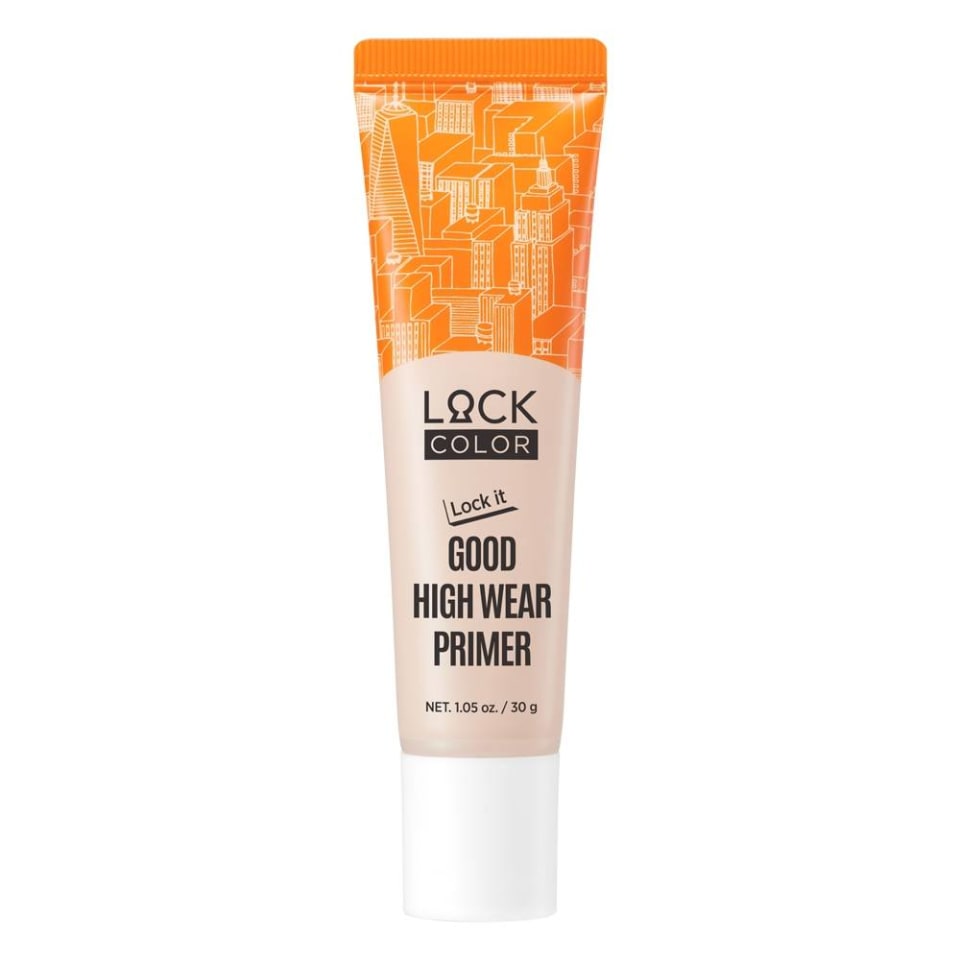 LOCK
COLOR
Lock it
GOOD
HIGH WEAR
PRIMER
NET. 1.05 oz. / 30 g